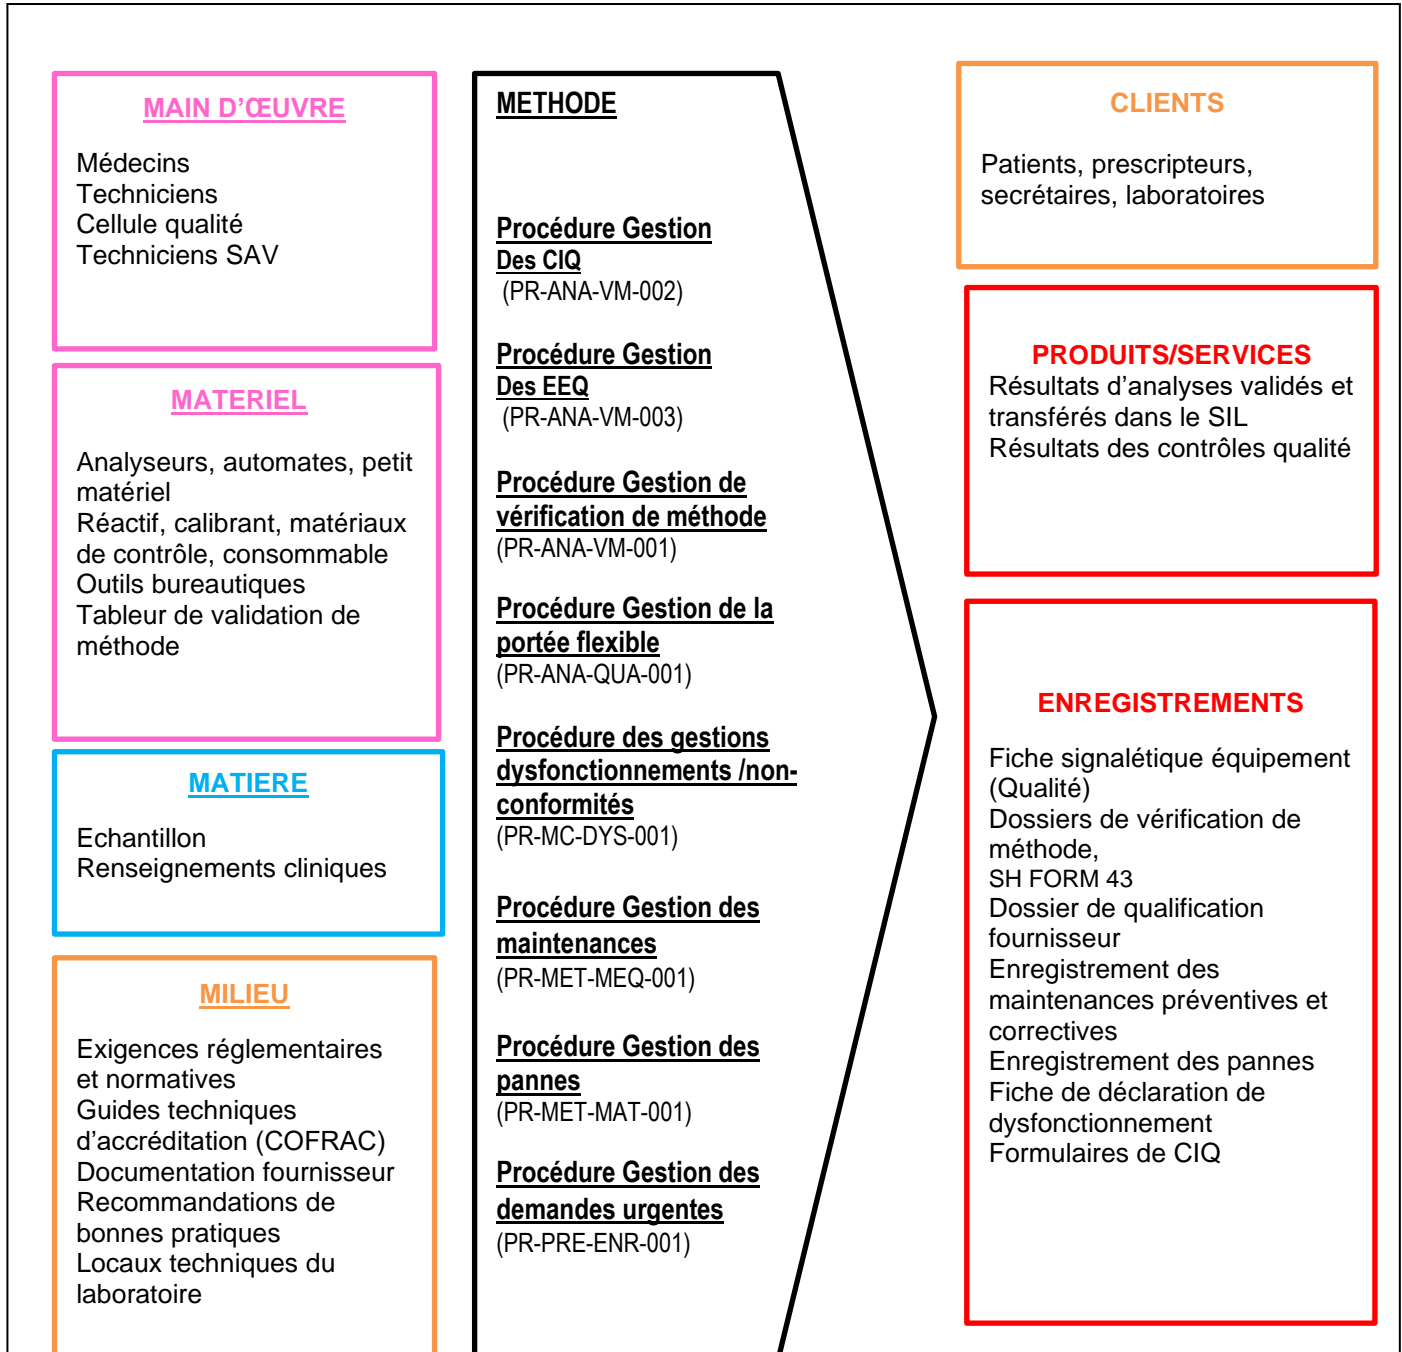 MAIN D’ŒUVRE
Médecins
Techniciens
Cellule qualité
Techniciens SAV
MATERIEL
Analyseurs, automates, petit
matériel
Réactif, calibrant, matériaux
de contrôle, consommable
Outils bureautiques
Tableur de validation de
méthode
MATIERE
Echantillon
Renseignements cliniques
MILIEU
Exigences réglementaires
et normatives
Guides techniques
d’accréditation (COFRAC)
Documentation fournisseur
Recommandations de
bonnes pratiques
Locaux techniques du
laboratoire
METHODE
Procédure Gestion
Des CIQ
(PR-ANA-VM-002)
Procédure Gestion
Des EEQ
(PR-ANA-VM-003)
Procédure Gestion de
vérification de méthode
(PR-ANA-VM-001)
Procédure Gestion de la
portée flexible
(PR-ANA-QUA-001)
Procédure des gestions
dysfonctionnements /non-
conformités
(PR-MC-DYS-001)
Procédure Gestion des
maintenances
(PR-MET-MEQ-001)
Procédure Gestion des
pannes
(PR-MET-MAT-001)
Procédure Gestion des
demandes urgentes
(PR-PRE-ENR-001)
CLIENTS
Patients, prescripteurs,
secrétaires, laboratoires
PRODUITS/SERVICES
Résultats d’analyses validés et
transférés dans le SIL
Résultats des contrôles qualité
ENREGISTREMENTS
Fiche signalétique équipement
(Qualité)
Dossiers de vérification de
méthode,
SH FORM 43
Dossier de qualification
fournisseur
Enregistrement des
maintenances préventives et
correctives
Enregistrement des pannes
Fiche de déclaration de
dysfonctionnement
Formulaires de CIQ